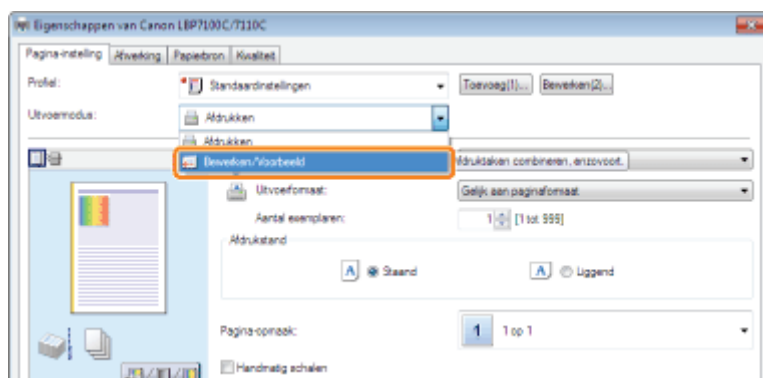 Eigenschappen van Canon LBP7100C/7110C
Pagina-instelling Afwerking Papierbron Kwaliteit
Profiel: Standaardinstellingen Toevoeg(1)... Bewerken(2)...
Uitvoermodus: Afdrukken
Afdrukken
Bewerken/Voorbeeld Afdruktaken combineren, enzovoort.
Uitvoerformaat: Gelijk aan paginaformaat
Aantal exemplaren: 1 [1 tot 999]
Afdrukstand
A Staand A Liggend
Pagina-opmaak: 1 1 op 1
Handmatig schalen